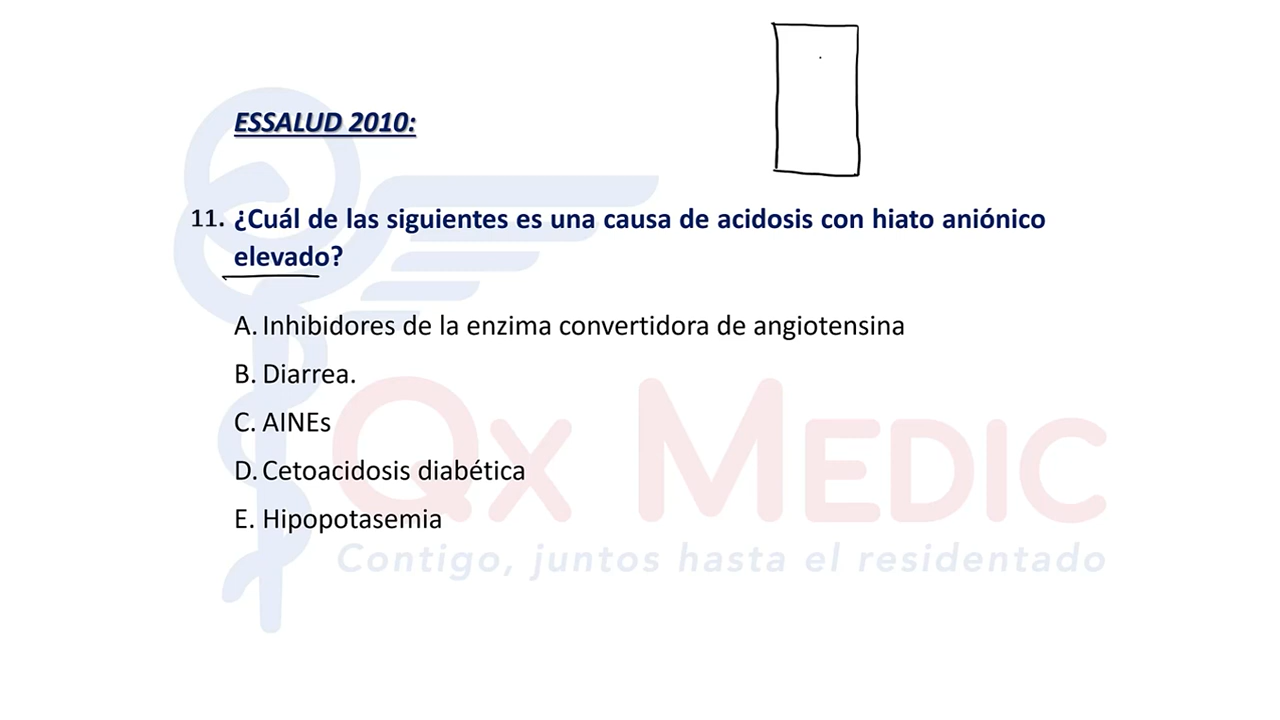 ESSALUD 2010:
11. ¿Cuál de las siguientes es una causa de acidosis con hiato aniónico
elevado?
A. Inhibidores de la enzima convertidora de angiotensina
B. Diarrea.
C. AINEs
D. Cetoacidosis diabética
E. Hipopotasemia
QX MEDIC
Contigo, juntos hasta el residentado